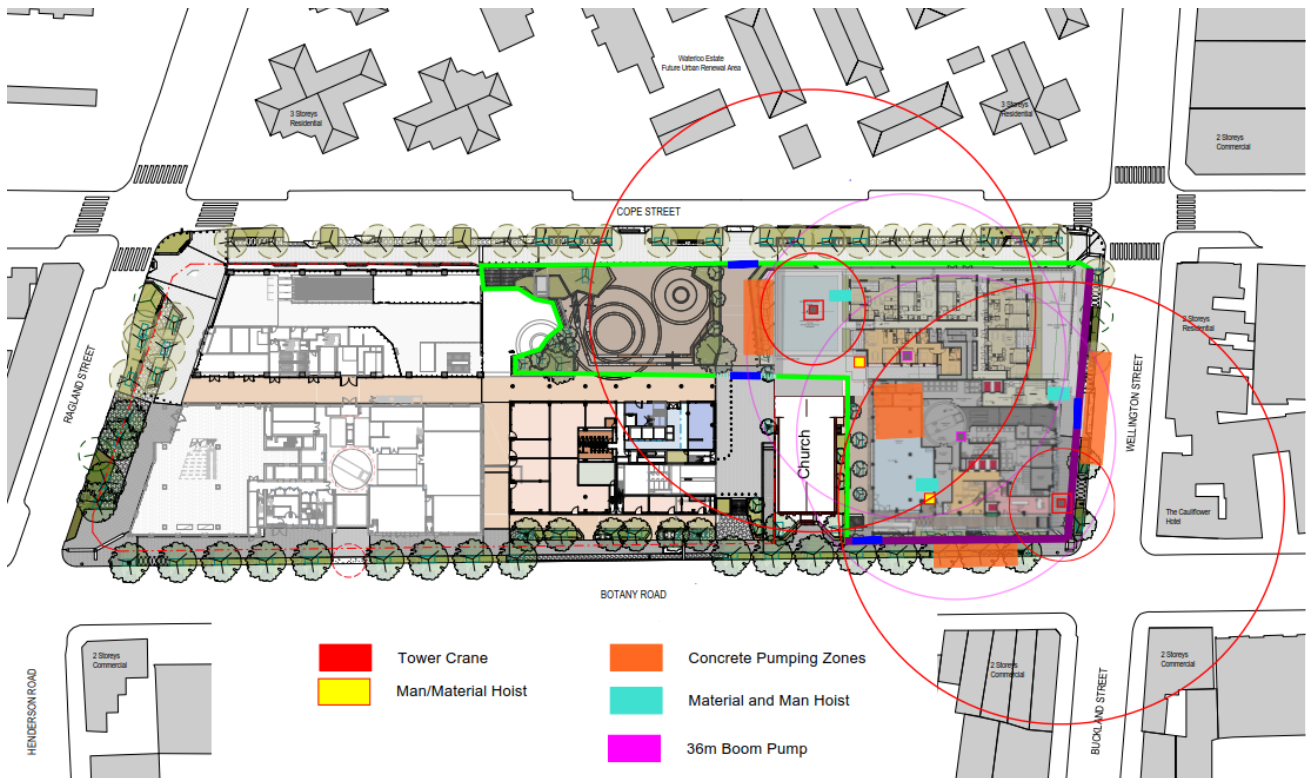 Waterloo Estate
Future Urban Renewal Area
3 Storeys
Residential
3 Storeys
Residential
2 Storeys
Commercial
COPE STREET
RAGLAND STREET
Church
WELLINGTON STREET
2 Storeys
Residential
The Cauliflower
Hotel
BOTANY ROAD
HENDERSON ROAD
2 Storeys
Commercial
2 Storeys
Commercial
BUCKLAND STREET
2 Storeys
Commercial
Tower Crane
Man/Material Hoist
Concrete Pumping Zones
Material and Man Hoist
36m Boom Pump